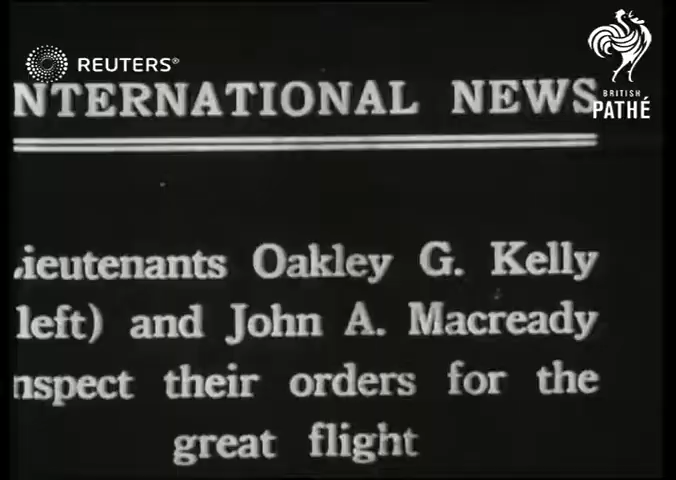 REUTERS®
BRITISH
PATHÉ
NTERNATIONAL NEWS
ieutenants Oakley G. Kelly
left) and John A. Macready
nspect their orders for the
great flight